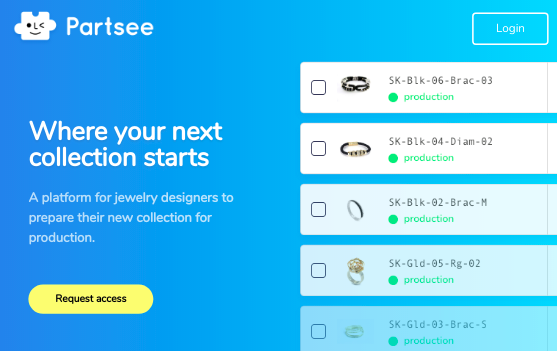 Partsee
Login
Where your next
collection starts
A platform for jewelry designers to
prepare their new collection for
production.
Request access
SK-Blk-06-Brac-03
production
SK-Blk-04-Diam-02
production
SK-Blk-02-Brac-M
production
SK-Gld-05-Rg-02
production
SK-Gld-03-Brac-S
production